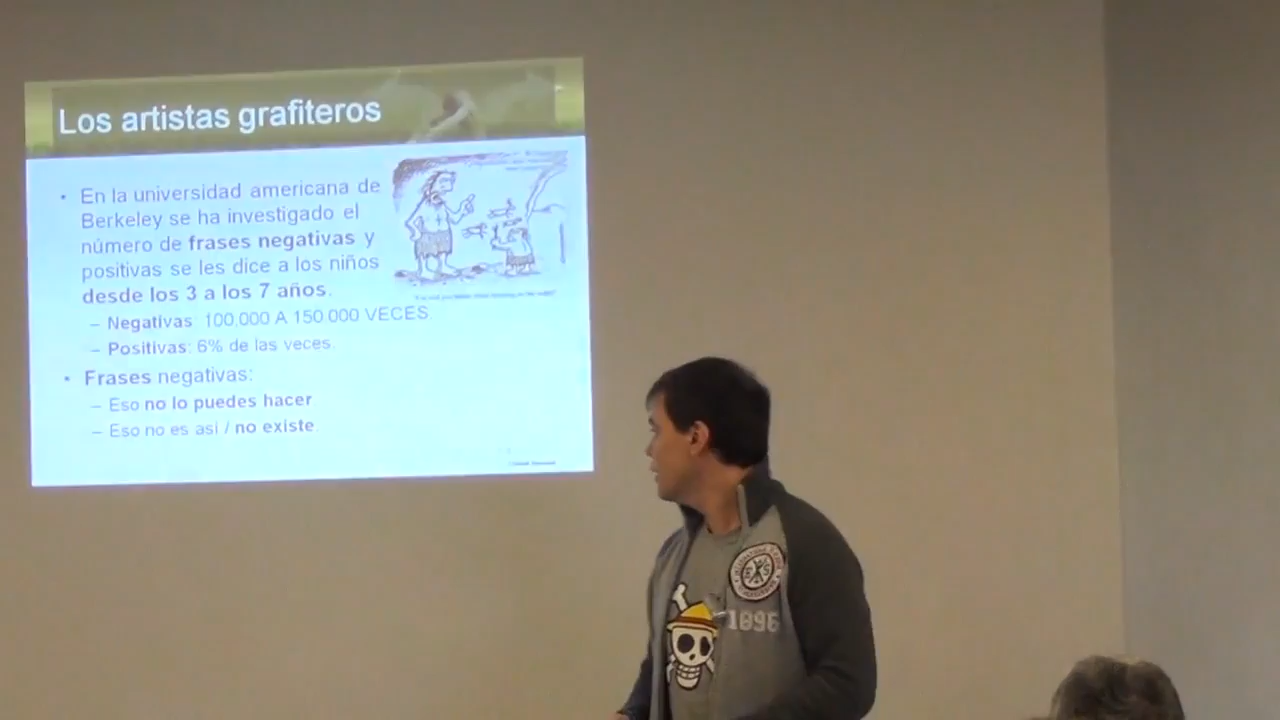 Los artistas grafiteros
• En la universidad americana de
Berkeley se ha investigado el
número de frases negativas y
positivas se les dice a los niños
desde los 3 a los 7 años.
– Negativas: 100.000 A 150.000 VECES
– Positivas: 6% de las veces.
• Frases negativas:
– Eso no lo puedes hacer
– Eso no es así / no existe
1896